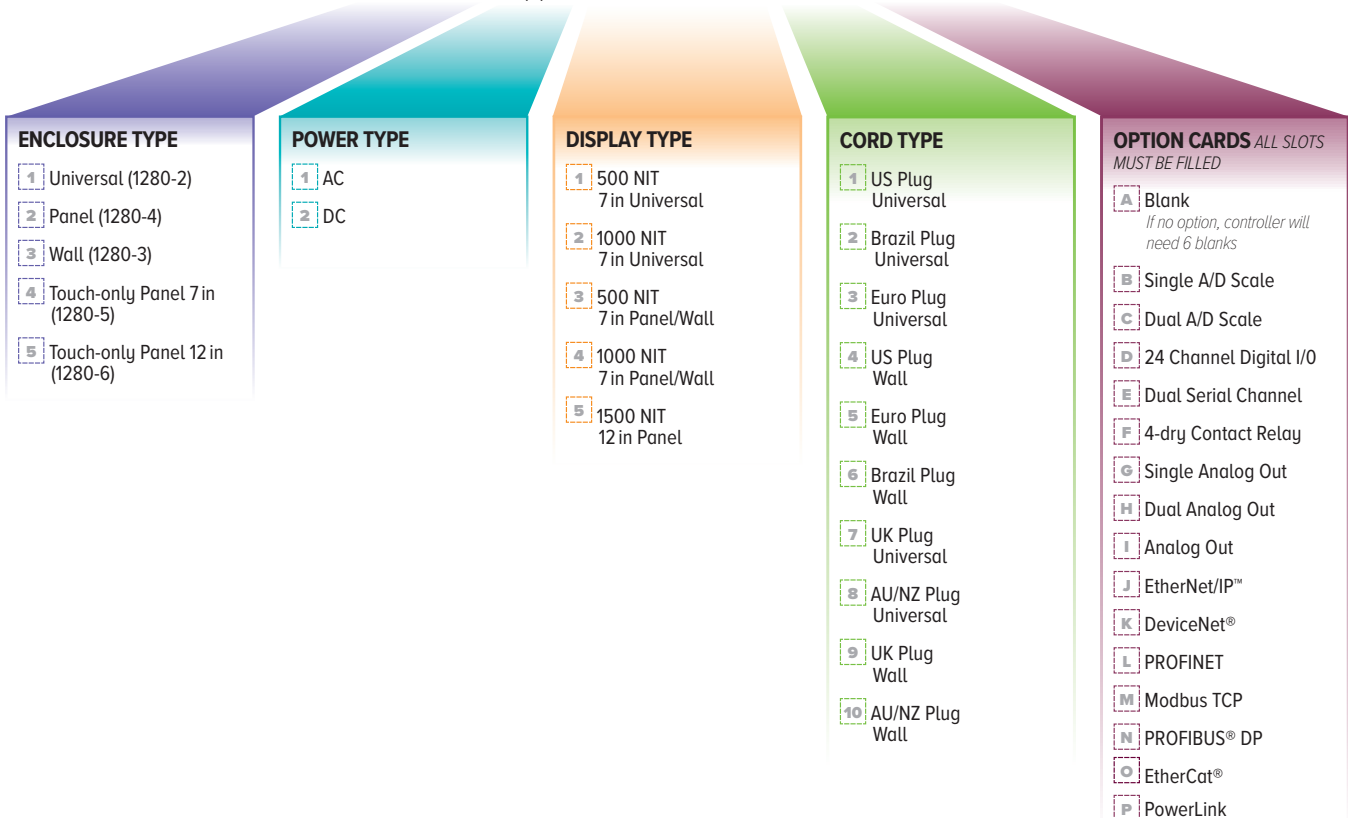 ENCLOSURE TYPE
1 Universal (1280-2)
2 Panel (1280-4)
3 Wall (1280-3)
4 Touch-only Panel 7 in
(1280-5)
5 Touch-only Panel 12 in
(1280-6)
POWER TYPE
1 AC
2 DC
DISPLAY TYPE
1 500 NIT
7 in Universal
2 1000 NIT
7 in Universal
3 500 NIT
7 in Panel/Wall
4 1000 NIT
7 in Panel/Wall
5 1500 NIT
12 in Panel
CORD TYPE
1 US Plug
Universal
2 Brazil Plug
Universal
3 Euro Plug
Universal
4 US Plug
Wall
5 Euro Plug
Wall
6 Brazil Plug
Wall
7 UK Plug
Universal
8 AU/NZ Plug
Universal
9 UK Plug
Wall
10 AU/NZ Plug
Wall
OPTION CARDS ALL SLOTS
MUST BE FILLED
A Blank
If no option, controller will
need 6 blanks
B Single A/D Scale
C Dual A/D Scale
D 24 Channel Digital I/0
E Dual Serial Channel
F 4-dry Contact Relay
G Single Analog Out
H Dual Analog Out
I Analog Out
J EtherNet/IP™
K DeviceNet®
L PROFINET
M Modbus TCP
N PROFIBUS® DP
O EtherCat®
P PowerLink